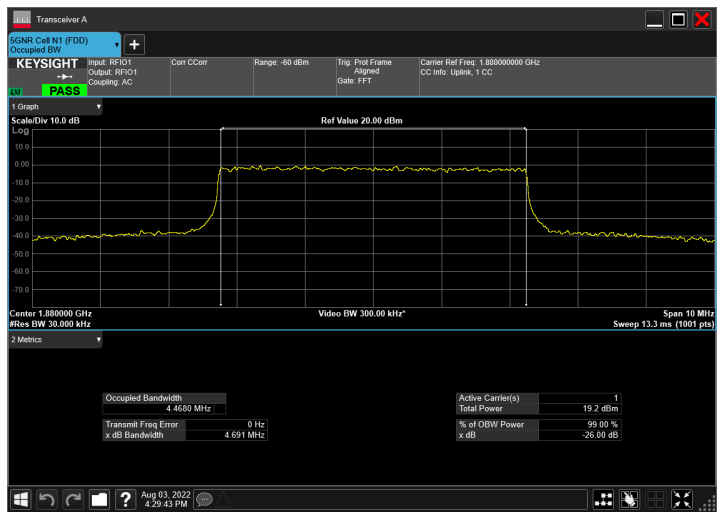 Transceiver A
5GNR Cell N1 (FDD)
Occupied BW
KEYSIGHT
Input: RFIO1
Output: RFIO1
Coupling: AC
Corr CCorr
Range: -60 dBm
Trig: Prot Frame
Aligned
Gate: FFT
Carrier Ref Freq: 1.880000000 GHz
CC Info: Uplink, 1 CC
LXI
PASS
1 Graph
Scale/Div 10.0 dB
Ref Value 20.00 dBm
Log
10.0
0.00
-10.0
-20.0
-30.0
-40.0
-50.0
-60.0
-70.0
Center 1.880000 GHz
Video BW 300.00 kHz*
Span 10 MHz
#Res BW 30.000 kHz
Sweep 13.3 ms (1001 pts)
2 Metrics
Occupied Bandwidth
4.4680 MHz
Transmit Freq Error 0 Hz
x dB Bandwidth 4.691 MHz
Active Carrier(s) 1
Total Power 19.2 dBm
% of OBW Power 99.00 %
x dB -26.00 dB
Aug 03, 2022
4:29:43 PM